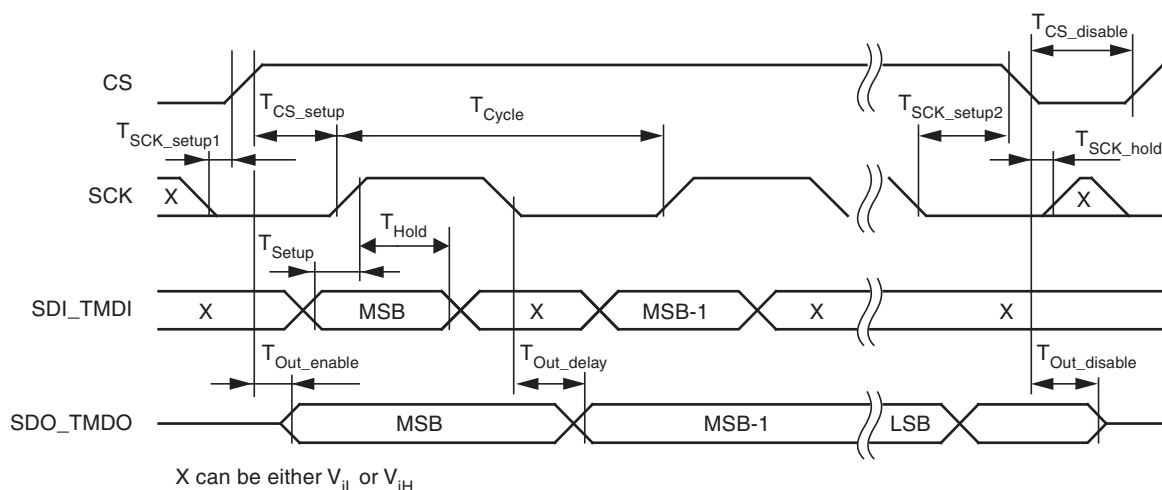 T_CS_disable
CS
T_CS_setup
T_Cycle
T_SCK_setup2
T_SCK_setup1
T_SCK_hold
SCK
X
X
T_Setup
T_Hold
SDI_TMDI
X
MSB
X
MSB-1
X
X
T_Out_enable
T_Out_delay
T_Out_disable
SDO_TMDO
MSB
MSB-1
LSB
X can be either V_iL or V_iH